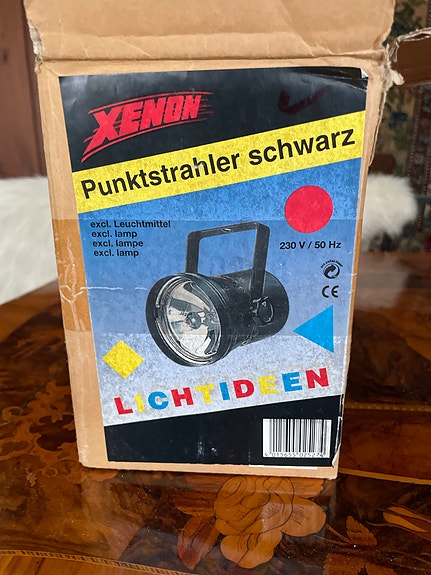 XENON
Punktstrahler schwarz
excl. Leuchtmittel
excl. lamp
excl. lampe
excl. lamp
230 V / 50 Hz
CE
LICHTIDEEN